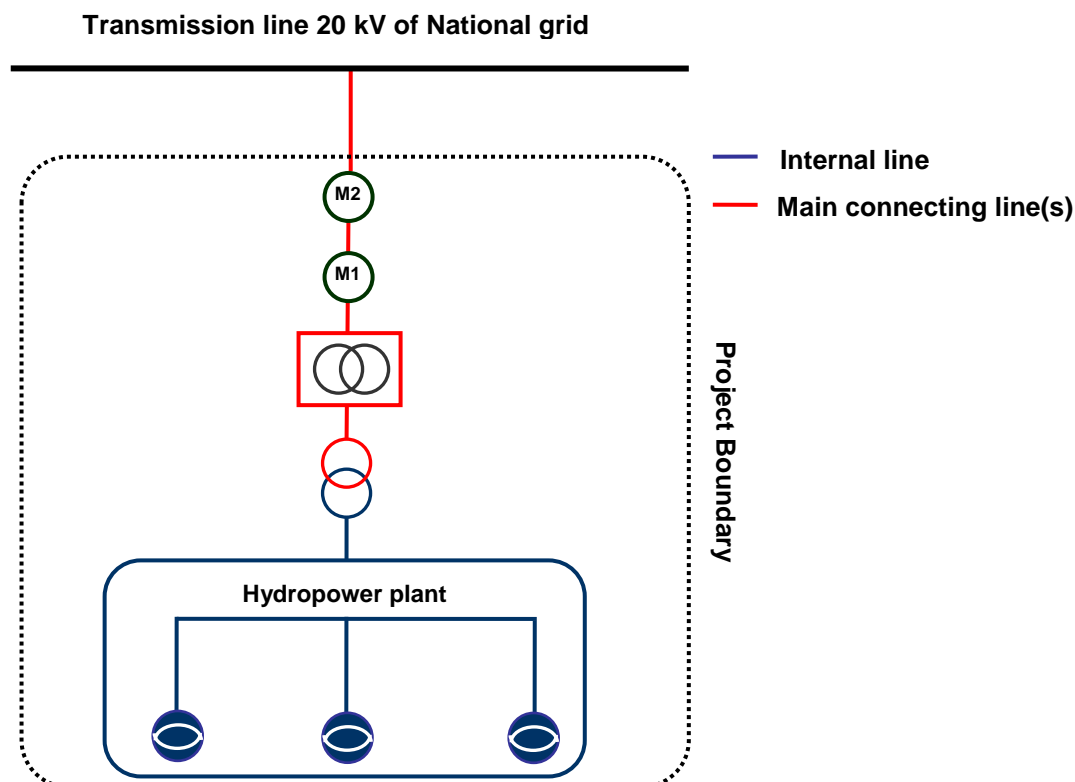 Transmission line 20 kV of National grid
Internal line
Main connecting line(s)
M2
M1
Project Boundary
Hydropower plant